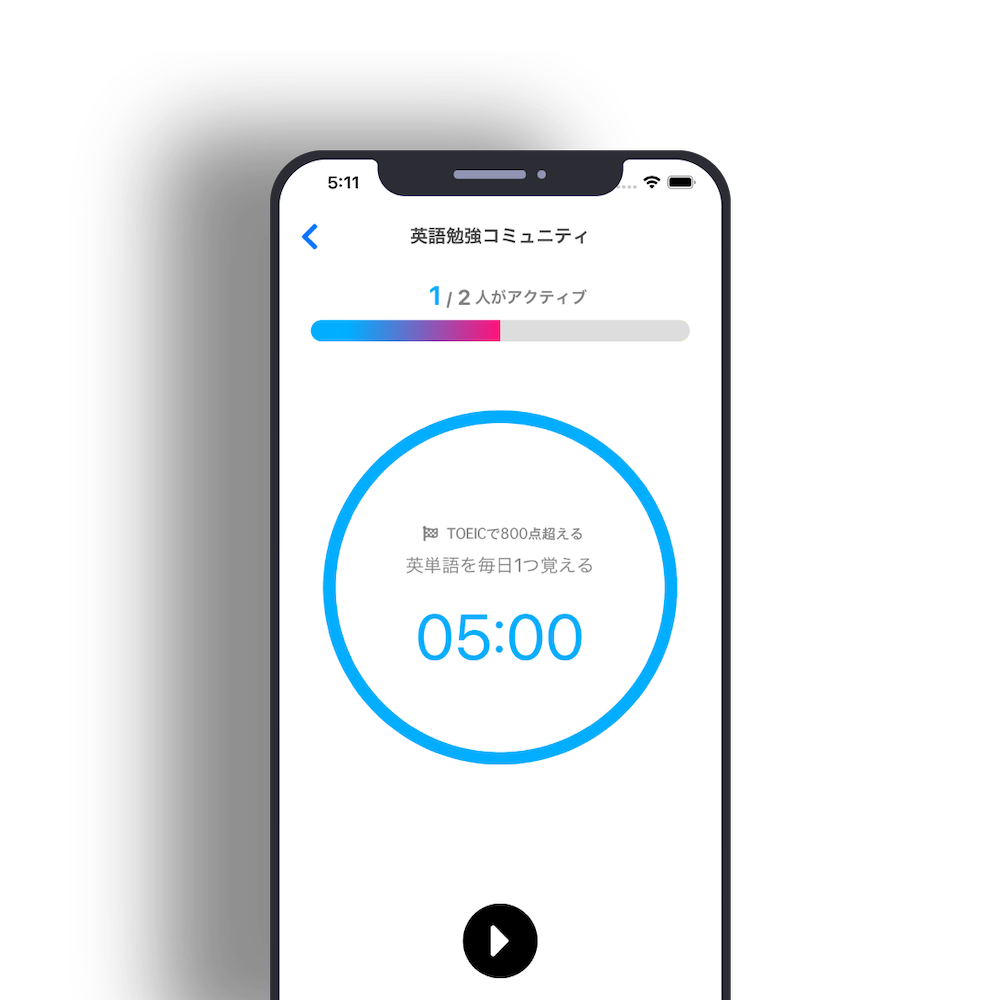 5:11
英語勉強コミュニティ
1 / 2 人がアクティブ
TOEICで800点超える
英単語を毎日1つ覚える
05:00